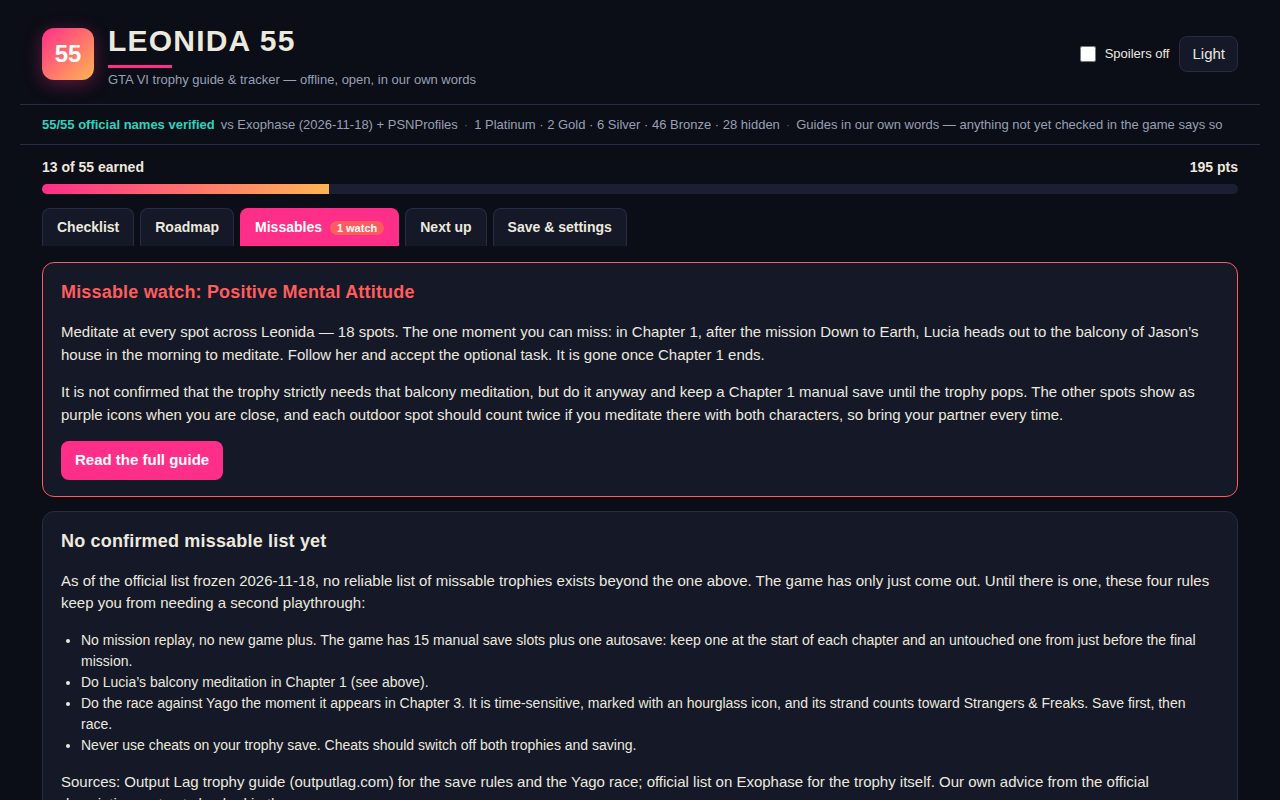 55
LEONIDA 55
GTA VI trophy guide & tracker — offline, open, in our own words
Spoilers off
Light
55/55 official names verified vs Exophase (2026-11-18) + PSNProfiles · 1 Platinum · 2 Gold · 6 Silver · 46 Bronze · 28 hidden · Guides in our own words — anything not yet checked in the game says so
13 of 55 earned
195 pts
Checklist
Roadmap
Missables 1 watch
Next up
Save & settings
Missable watch: Positive Mental Attitude
Meditate at every spot across Leonida — 18 spots. The one moment you can miss: in Chapter 1, after the mission Down to Earth, Lucia heads out to the balcony of Jason’s
house in the morning to meditate. Follow her and accept the optional task. It is gone once Chapter 1 ends.
It is not confirmed that the trophy strictly needs that balcony meditation, but do it anyway and keep a Chapter 1 manual save until the trophy pops. The other spots show as
purple icons when you are close, and each outdoor spot should count twice if you meditate there with both characters, so bring your partner every time.
Read the full guide
No confirmed missable list yet
As of the official list frozen 2026-11-18, no reliable list of missable trophies exists beyond the one above. The game has only just come out. Until there is one, these four rules
keep you from needing a second playthrough:
• No mission replay, no new game plus. The game has 15 manual save slots plus one autosave: keep one at the start of each chapter and an untouched one from just before the final
mission.
• Do Lucia’s balcony meditation in Chapter 1 (see above).
• Do the race against Yago the moment it appears in Chapter 3. It is time-sensitive, marked with an hourglass icon, and its strand counts toward Strangers & Freaks. Save first, then
race.
• Never use cheats on your trophy save. Cheats should switch off both trophies and saving.
Sources: Output Lag trophy guide (outputlag.com) for the save rules and the Yago race; official list on Exophase for the trophy itself. Our own advice from the official